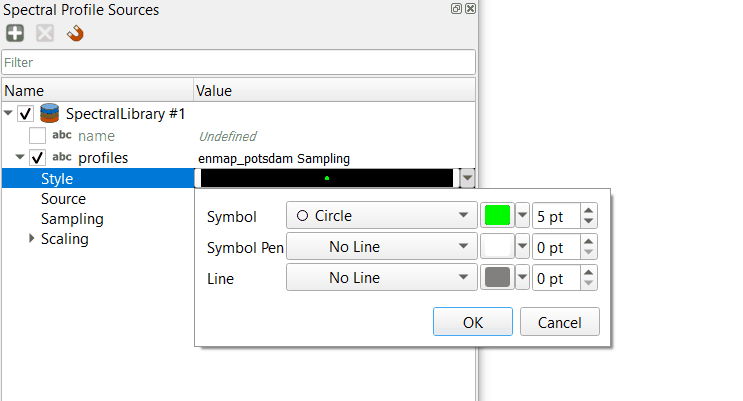 Spectral Profile Sources
Filter
Name Value
SpectralLibrary #1
abc name Undefined
abc profiles enmap_potsdam Sampling
Style
Source
Sampling
Scaling
Symbol Circle 5 pt
Symbol Pen No Line 0 pt
Line No Line 0 pt
OK Cancel